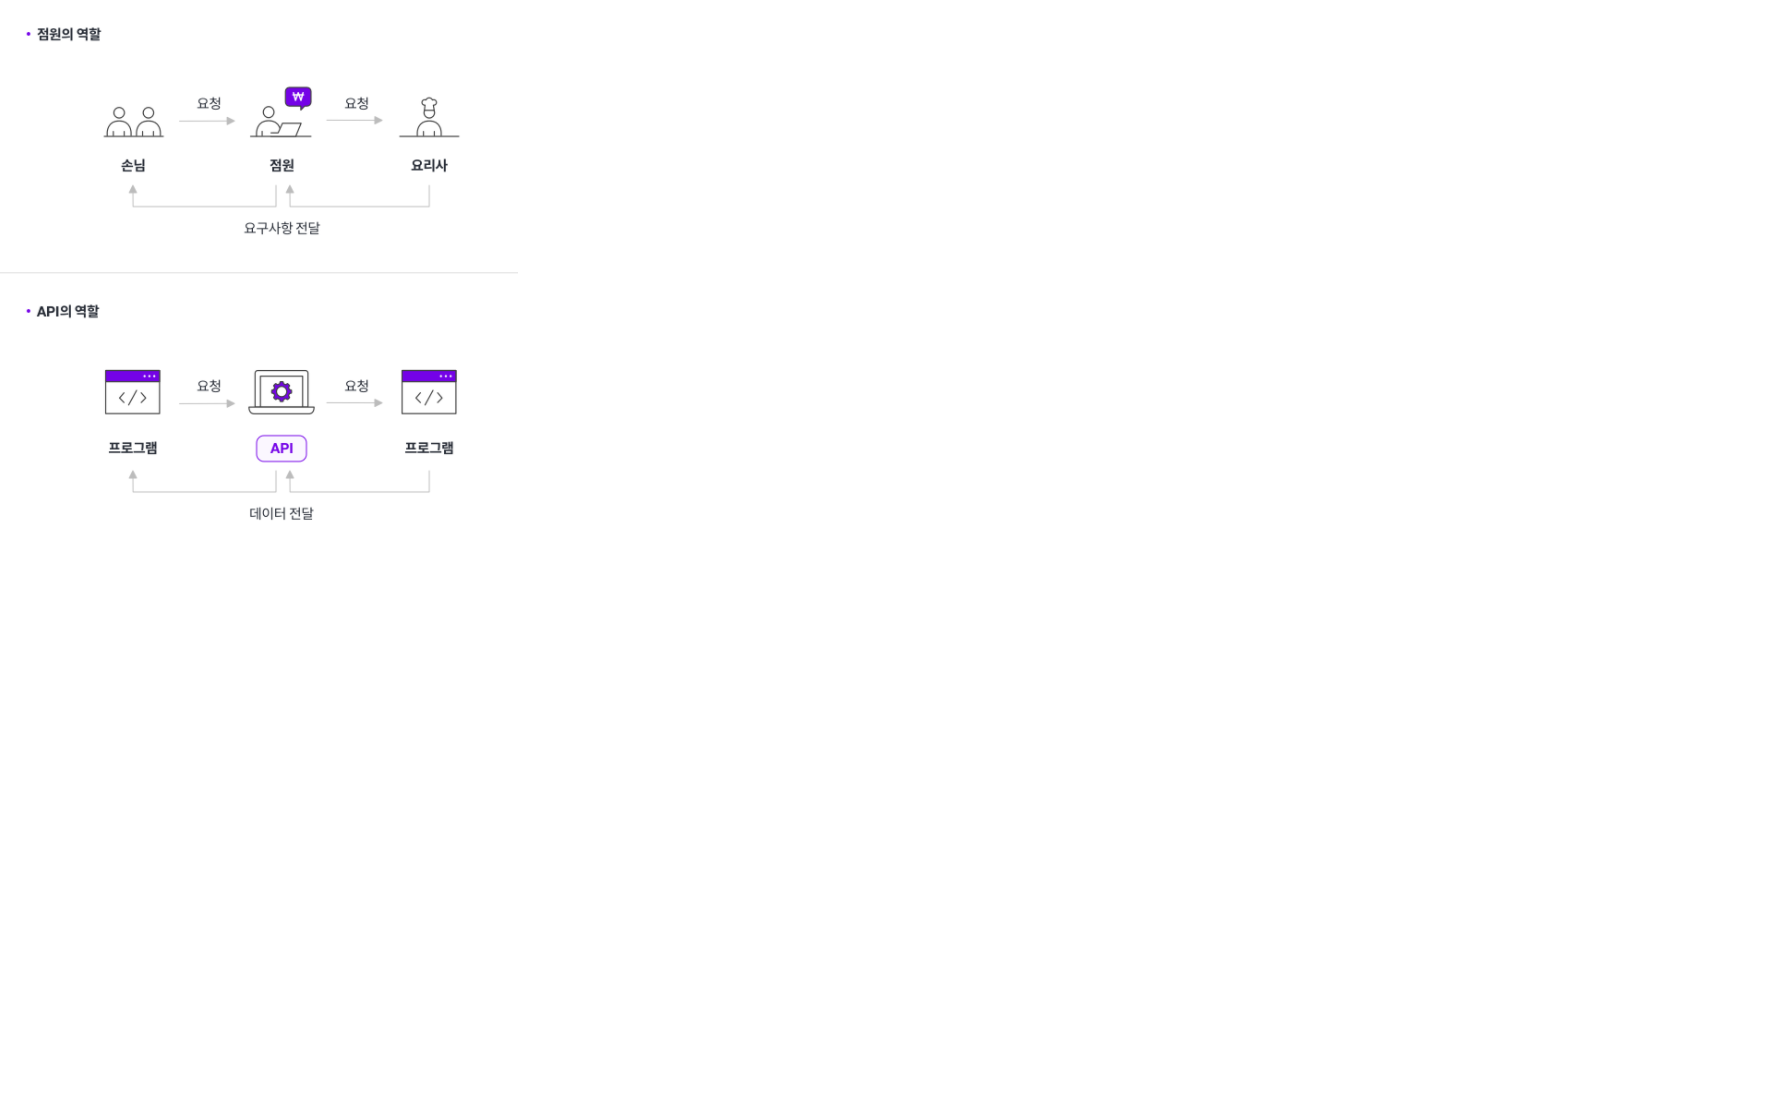 • 점원의 역할
₩
요청
요청
손님
점원
요리사
요구사항 전달
• API의 역할
요청
요청
</>
</>
프로그램
API
프로그램
데이터 전달